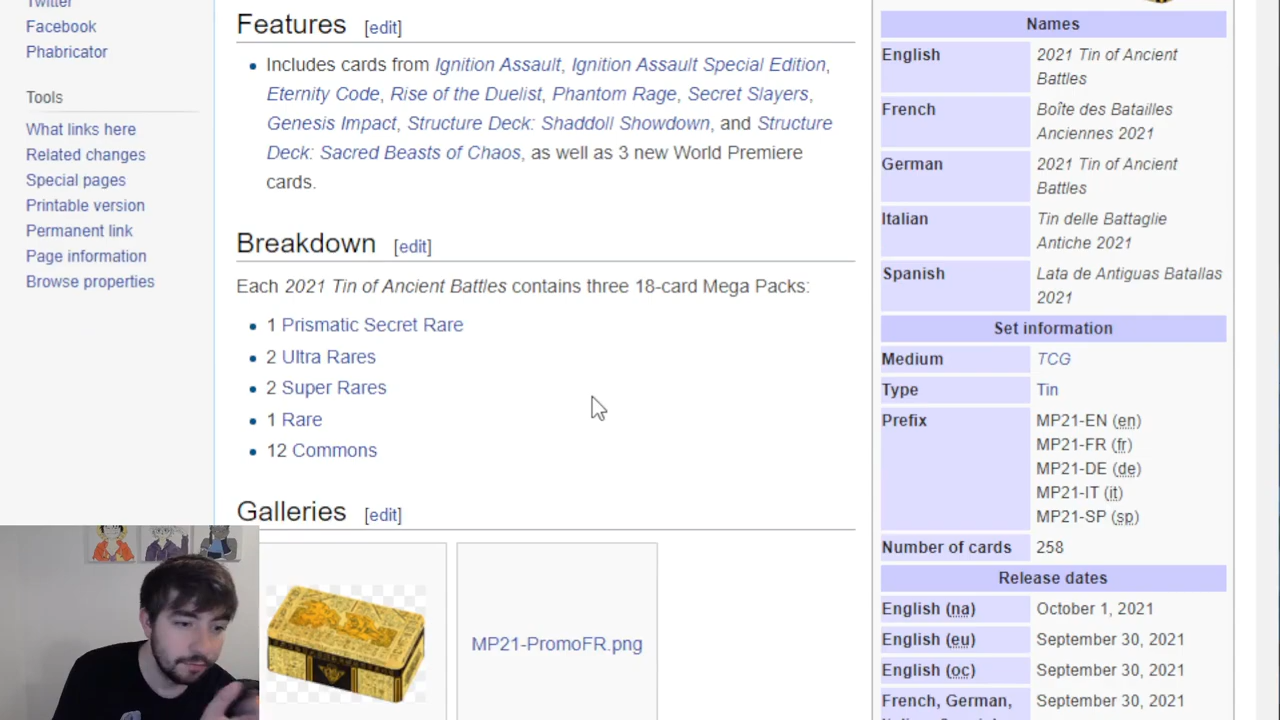 Twitter
Facebook
Phabricator
Tools
What links here
Related changes
Special pages
Printable version
Permanent link
Page information
Browse properties
Features [edit]
Includes cards from Ignition Assault, Ignition Assault Special Edition,
Eternity Code, Rise of the Duelist, Phantom Rage, Secret Slayers,
Genesis Impact, Structure Deck: Shaddoll Showdown, and Structure
Deck: Sacred Beasts of Chaos, as well as 3 new World Premiere
cards.
Breakdown [edit]
Each 2021 Tin of Ancient Battles contains three 18-card Mega Packs:
1 Prismatic Secret Rare
2 Ultra Rares
2 Super Rares
1 Rare
12 Commons
Galleries [edit]
MP21-PromoFR.png
Names
English 2021 Tin of Ancient
Battles
French Boîte des Batailles
Anciennes 2021
German 2021 Tin of Ancient
Battles
Italian Tin delle Battaglie
Antiche 2021
Spanish Lata de Antiguas Batallas
2021
Set information
Medium TCG
Type Tin
Prefix MP21-EN (en)
MP21-FR (fr)
MP21-DE (de)
MP21-IT (it)
MP21-SP (sp)
Number of cards 258
Release dates
English (na) October 1, 2021
English (eu) September 30, 2021
English (oc) September 30, 2021
French, German, September 30, 2021